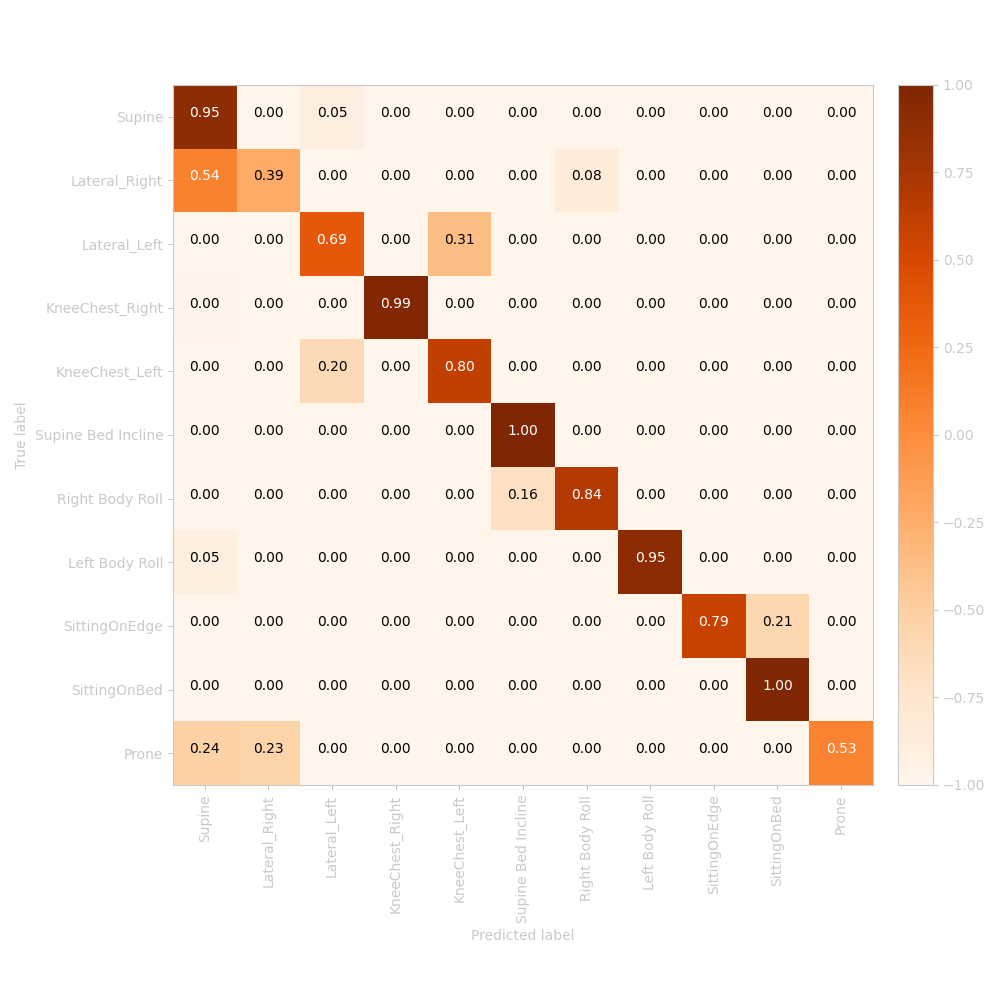 Supine 0.95 0.00 0.05 0.00 0.00 0.00 0.00 0.00 0.00 0.00 0.00
Lateral_Right 0.54 0.39 0.00 0.00 0.00 0.00 0.08 0.00 0.00 0.00 0.00
Lateral_Left 0.00 0.00 0.69 0.00 0.31 0.00 0.00 0.00 0.00 0.00 0.00
KneeChest_Right 0.00 0.00 0.00 0.99 0.00 0.00 0.00 0.00 0.00 0.00 0.00
KneeChest_Left 0.00 0.00 0.20 0.00 0.80 0.00 0.00 0.00 0.00 0.00 0.00
Supine Bed Incline 0.00 0.00 0.00 0.00 0.00 1.00 0.00 0.00 0.00 0.00 0.00
Right Body Roll 0.00 0.00 0.00 0.00 0.00 0.16 0.84 0.00 0.00 0.00 0.00
Left Body Roll 0.05 0.00 0.00 0.00 0.00 0.00 0.00 0.95 0.00 0.00 0.00
SittingOnEdge 0.00 0.00 0.00 0.00 0.00 0.00 0.00 0.00 0.79 0.21 0.00
SittingOnBed 0.00 0.00 0.00 0.00 0.00 0.00 0.00 0.00 0.00 1.00 0.00
Prone 0.24 0.23 0.00 0.00 0.00 0.00 0.00 0.00 0.00 0.00 0.53
True label
Supine
Lateral_Right
Lateral_Left
KneeChest_Right
KneeChest_Left
Supine Bed Incline
Right Body Roll
Left Body Roll
SittingOnEdge
SittingOnBed
Prone
Predicted label
1.00
0.75
0.50
0.25
0.00
−0.25
−0.50
−0.75
−1.00